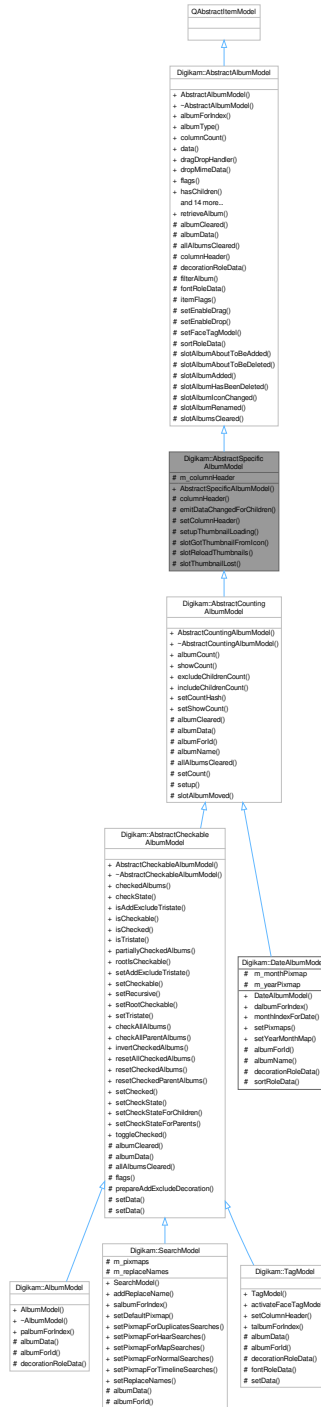 QAbstractItemModel
Digikam::AbstractAlbumModel
+ AbstractAlbumModel()
+ ~AbstractAlbumModel()
+ albumForIndex()
+ albumType()
+ columnCount()
+ data()
+ dragDropHandler()
+ dropMimeData()
+ flags()
+ hasChildren()
and 14 more...
+ retrieveAlbum()
# albumCleared()
# albumData()
# allAlbumsCleared()
# columnHeader()
# decorationRoleData()
# filterAlbum()
# fontRoleData()
# itemFlags()
# setEnableDrag()
# setEnableDrop()
# setFaceTagModel()
# sortRoleData()
# slotAlbumAboutToBeAdded()
# slotAlbumAboutToBeDeleted()
# slotAlbumAdded()
# slotAlbumHasBeenDeleted()
# slotAlbumIconChanged()
# slotAlbumRenamed()
# slotAlbumsCleared()
Digikam::AbstractSpecific
AlbumModel
# m_columnHeader
+ AbstractSpecificAlbumModel()
# columnHeader()
# emitDataChangedForChildren()
# setColumnHeader()
# setupThumbnailLoading()
# slotGotThumbnailFromIcon()
# slotReloadThumbnails()
# slotThumbnailLost()
Digikam::AbstractCounting
AlbumModel
+ AbstractCountingAlbumModel()
+ ~AbstractCountingAlbumModel()
+ albumCount()
+ showCount()
+ excludeChildrenCount()
+ includeChildrenCount()
+ setCountHash()
+ setShowCount()
# albumCleared()
# albumData()
# albumForId()
# albumName()
# allAlbumsCleared()
# setCount()
# setup()
# slotAlbumMoved()
Digikam::AbstractCheckable
AlbumModel
+ AbstractCheckableAlbumModel()
+ ~AbstractCheckableAlbumModel()
+ checkedAlbums()
+ checkState()
+ isAddExcludeTristate()
+ isCheckable()
+ isChecked()
+ isTristate()
+ partiallyCheckedAlbums()
+ rootIsCheckable()
+ setAddExcludeTristate()
+ setCheckable()
+ setRecursive()
+ setRootCheckable()
+ setTristate()
+ checkAllAlbums()
+ checkAllParentAlbums()
+ invertCheckedAlbums()
+ resetAllCheckedAlbums()
+ resetCheckedAlbums()
+ resetCheckedParentAlbums()
+ setChecked()
+ setCheckState()
+ setCheckStateForChildren()
+ setCheckStateForParents()
+ toggleChecked()
# albumCleared()
# albumData()
# allAlbumsCleared()
# flags()
# prepareAddExcludeDecoration()
# setData()
# setData()
Digikam::DateAlbumMode
# m_monthPixmap
# m_yearPixmap
+ DateAlbumModel()
+ dalbumForIndex()
+ monthIndexForDate()
+ setPixmaps()
+ setYearMonthMap()
# albumForId()
# albumName()
# decorationRoleData()
# sortRoleData()
Digikam::AlbumModel
+ AlbumModel()
+ ~AlbumModel()
+ palbumForIndex()
# albumData()
# albumForId()
# decorationRoleData()
Digikam::SearchModel
# m_pixmaps
# m_replaceNames
+ SearchModel()
+ addReplaceName()
+ salbumForIndex()
+ setDefaultPixmap()
+ setPixmapForDuplicatesSearches()
+ setPixmapForHaarSearches()
+ setPixmapForMapSearches()
+ setPixmapForNormalSearches()
+ setPixmapForTimelineSearches()
+ setReplaceNames()
# albumData()
# albumForId()
Digikam::TagModel
+ TagModel()
+ activateFaceTagModel
+ setColumnHeader()
+ talbumForIndex()
# albumData()
# albumForId()
# decorationRoleData()
# fontRoleData()
# setData()